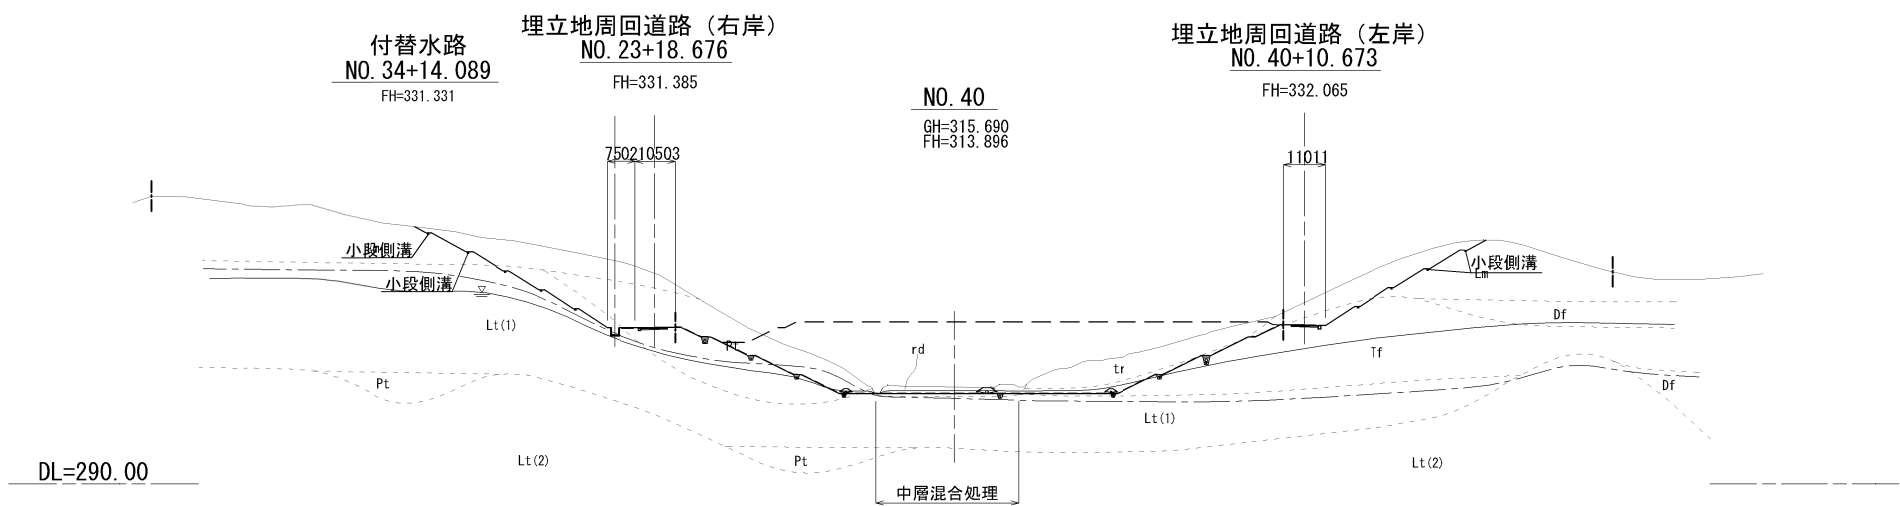 埋立地周回道路（右岸）
NO.23+18.676
FH=331.385
付替水路
NO.34+14.089
FH=331.331
埋立地周回道路（左岸）
NO.40+10.673
FH=332.065
NO.40
GH=315.690
FH=313.896
750210503
11011
小段側溝
小段側溝
小段側溝
Lm
Lt(1)
Pt
rd
tr
Tf
Df
Df
Pt
Lt(1)
Lt(2)
Pt
Lt(2)
DL=290.00
中層混合処理